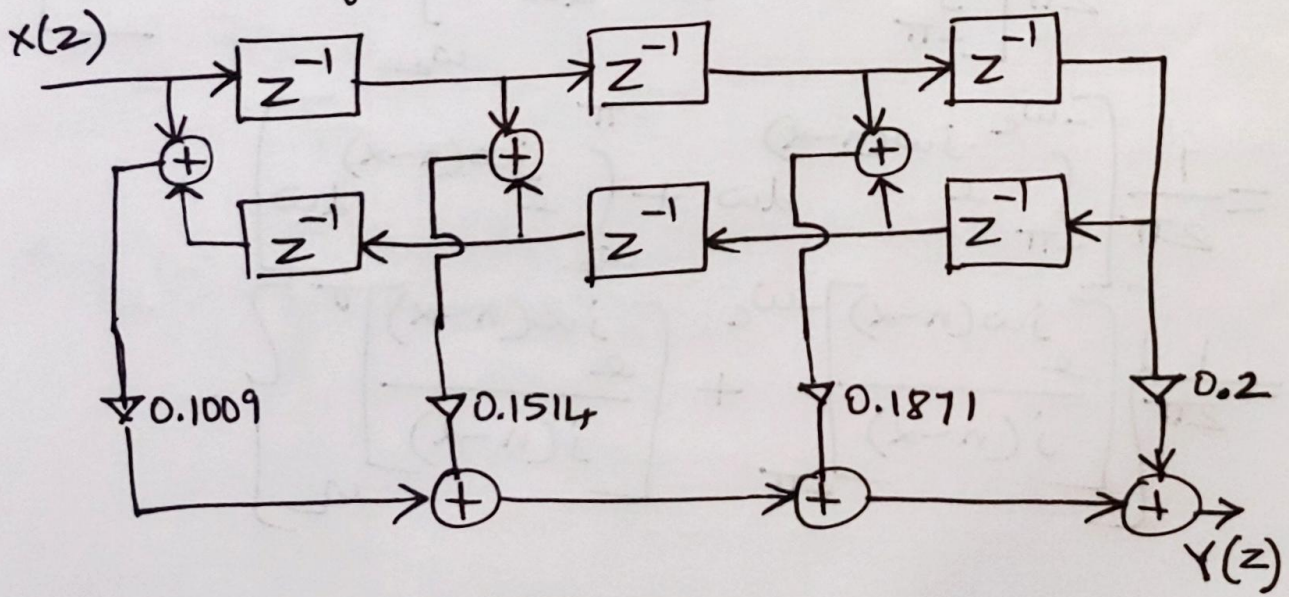 X(z)
z⁻¹
z⁻¹
z⁻¹
+
+
+
z⁻¹
z⁻¹
z⁻¹
0.1009
0.1514
0.1871
0.2
+
+
+
Y(z)